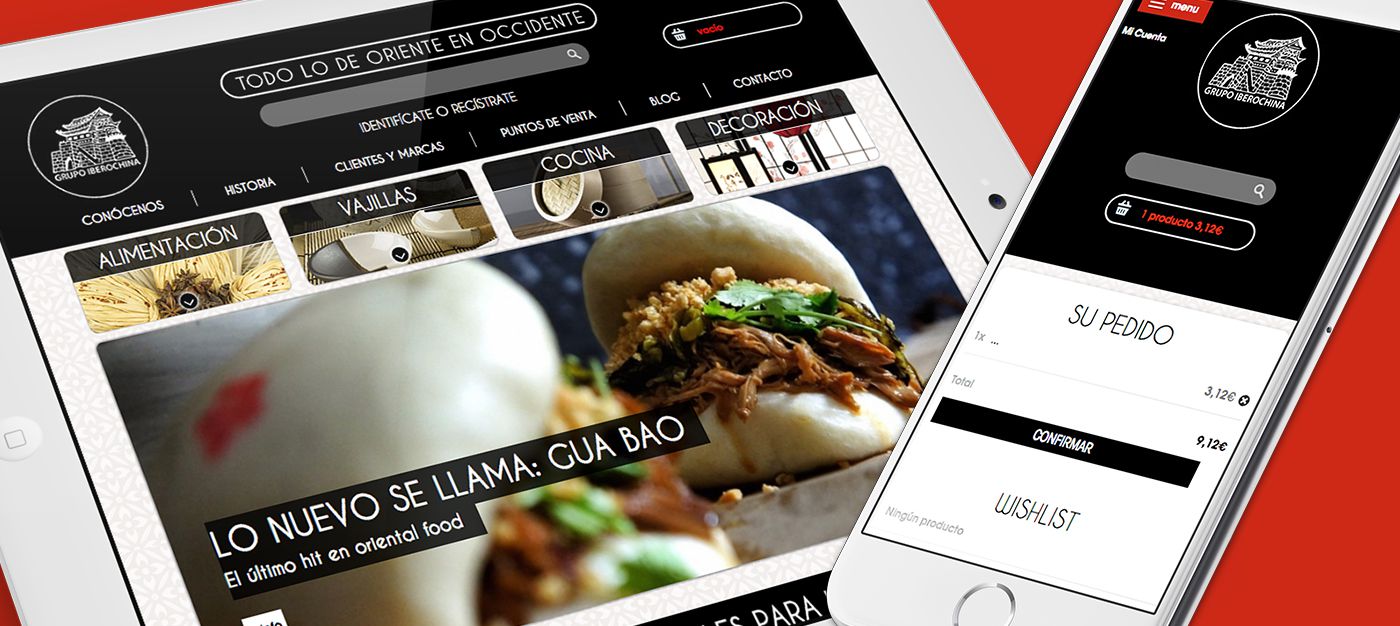 TODO LO DE ORIENTE EN OCCIDENTE
vacío
IDENTIFÍCATE O REGÍSTRATE
GRUPO IBEROCHINA
CONÓCENOS
HISTORIA
CLIENTES Y MARCAS
PUNTOS DE VENTA
BLOG
CONTACTO
ALIMENTACIÓN
VAJILLAS
COCINA
DECORACIÓN
LO NUEVO SE LLAMA: GUA BAO
El último hit en oriental food
PARA
menu
Mi Cuenta
GRUPO IBEROCHINA
1 producto 3,12€
SU PEDIDO
1x ...
3,12€
Total
9,12€
CONFIRMAR
WISHLIST
Ningún producto